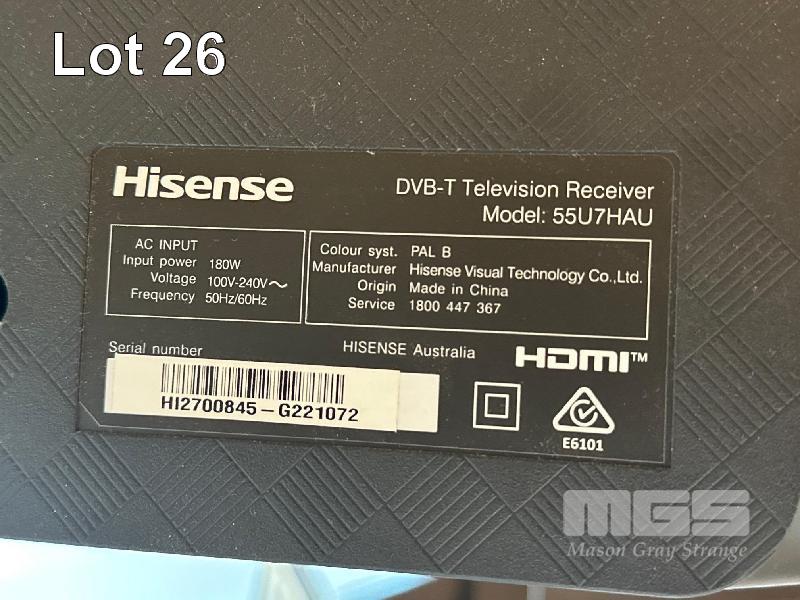 Lot 26
Hisense
DVB-T Television Receiver
Model: 55U7HAU
AC INPUT
Input power 180W
Voltage 100V-240V~
Frequency 50Hz/60Hz
Colour syst. PAL B
Manufacturer Hisense Visual Technology Co.,Ltd.
Origin Made in China
Service 1800 447 367
Serial number
HISENSE Australia
HDMI™
HI2700845-G221072
E6101
MGS
Mason Gray Strange